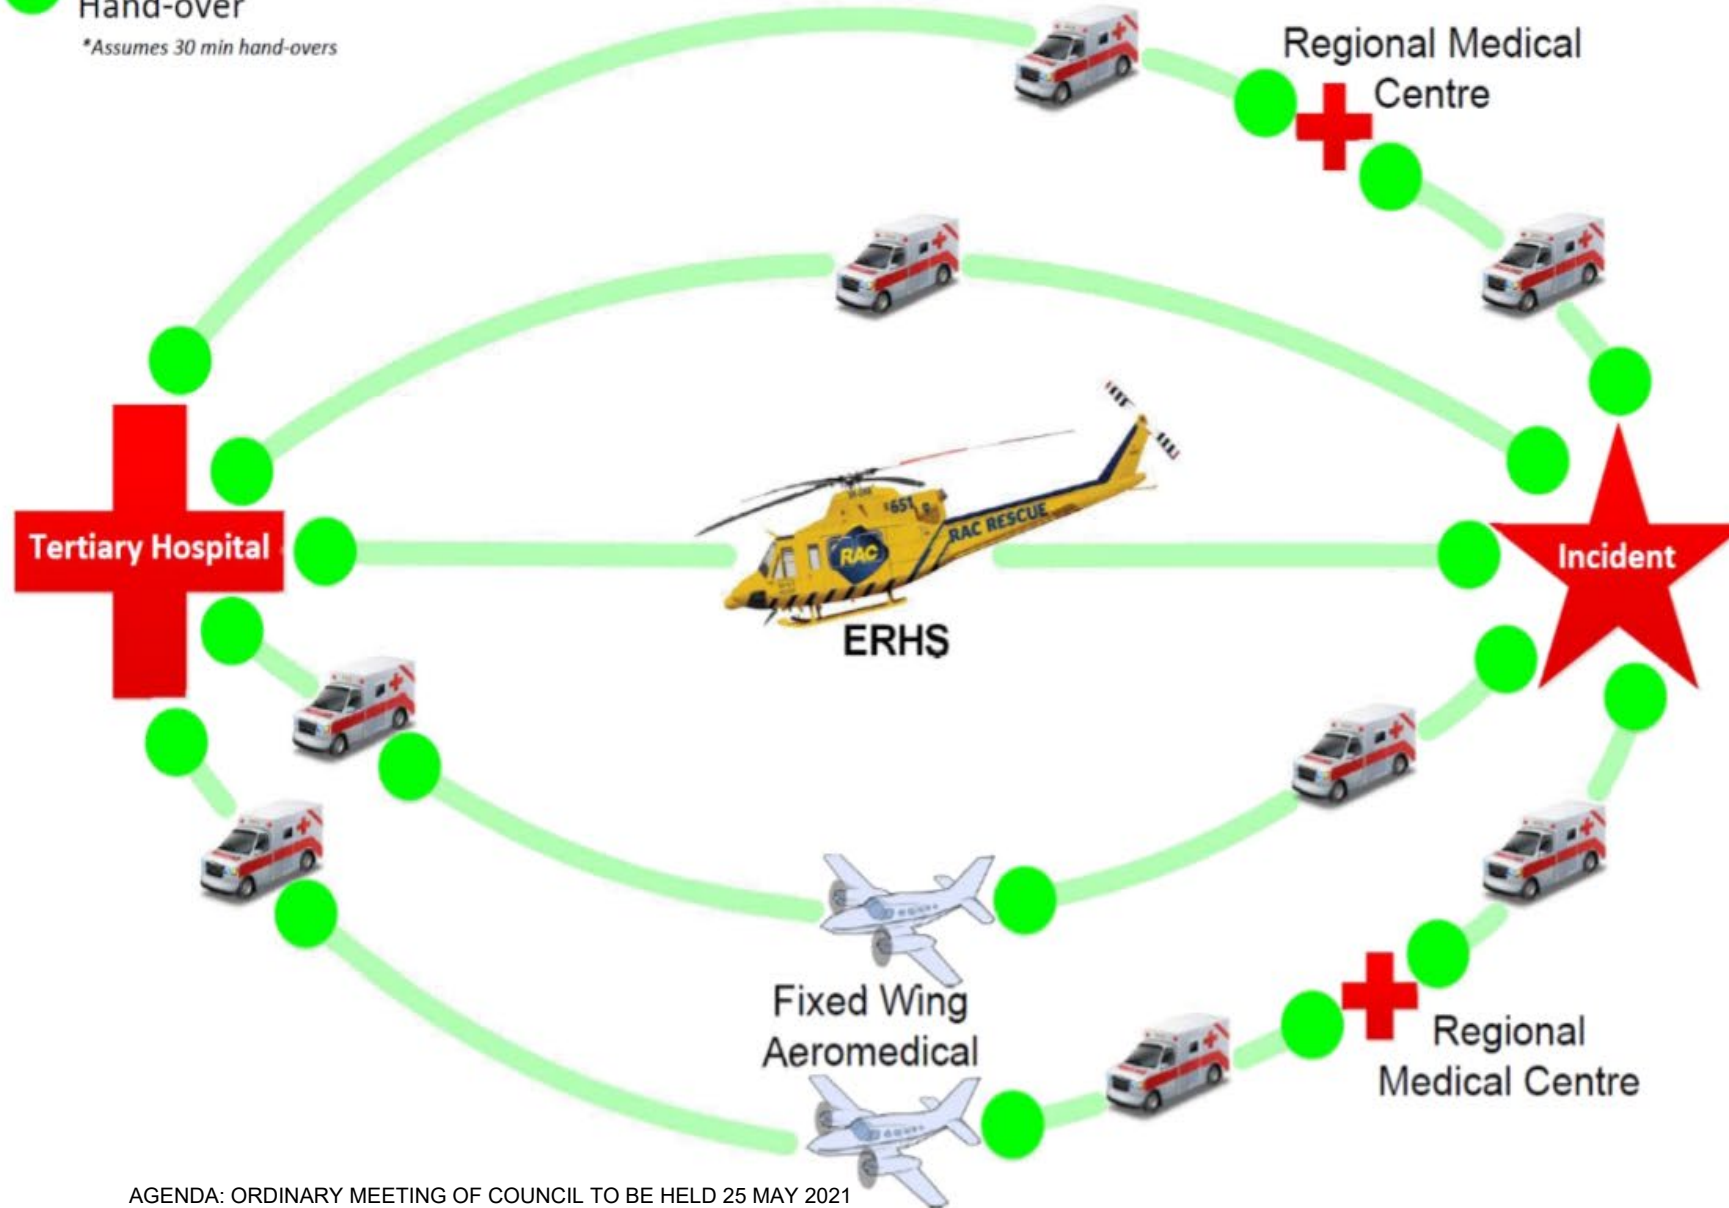 Hand-over
*Assumes 30 min hand-overs
Regional Medical
Centre
Tertiary Hospital
651
RAC
RAC RESCUE
ERHS
Incident
Fixed Wing
Aeromedical
Regional
Medical Centre
AGENDA: ORDINARY MEETING OF COUNCIL TO BE HELD 25 MAY 2021